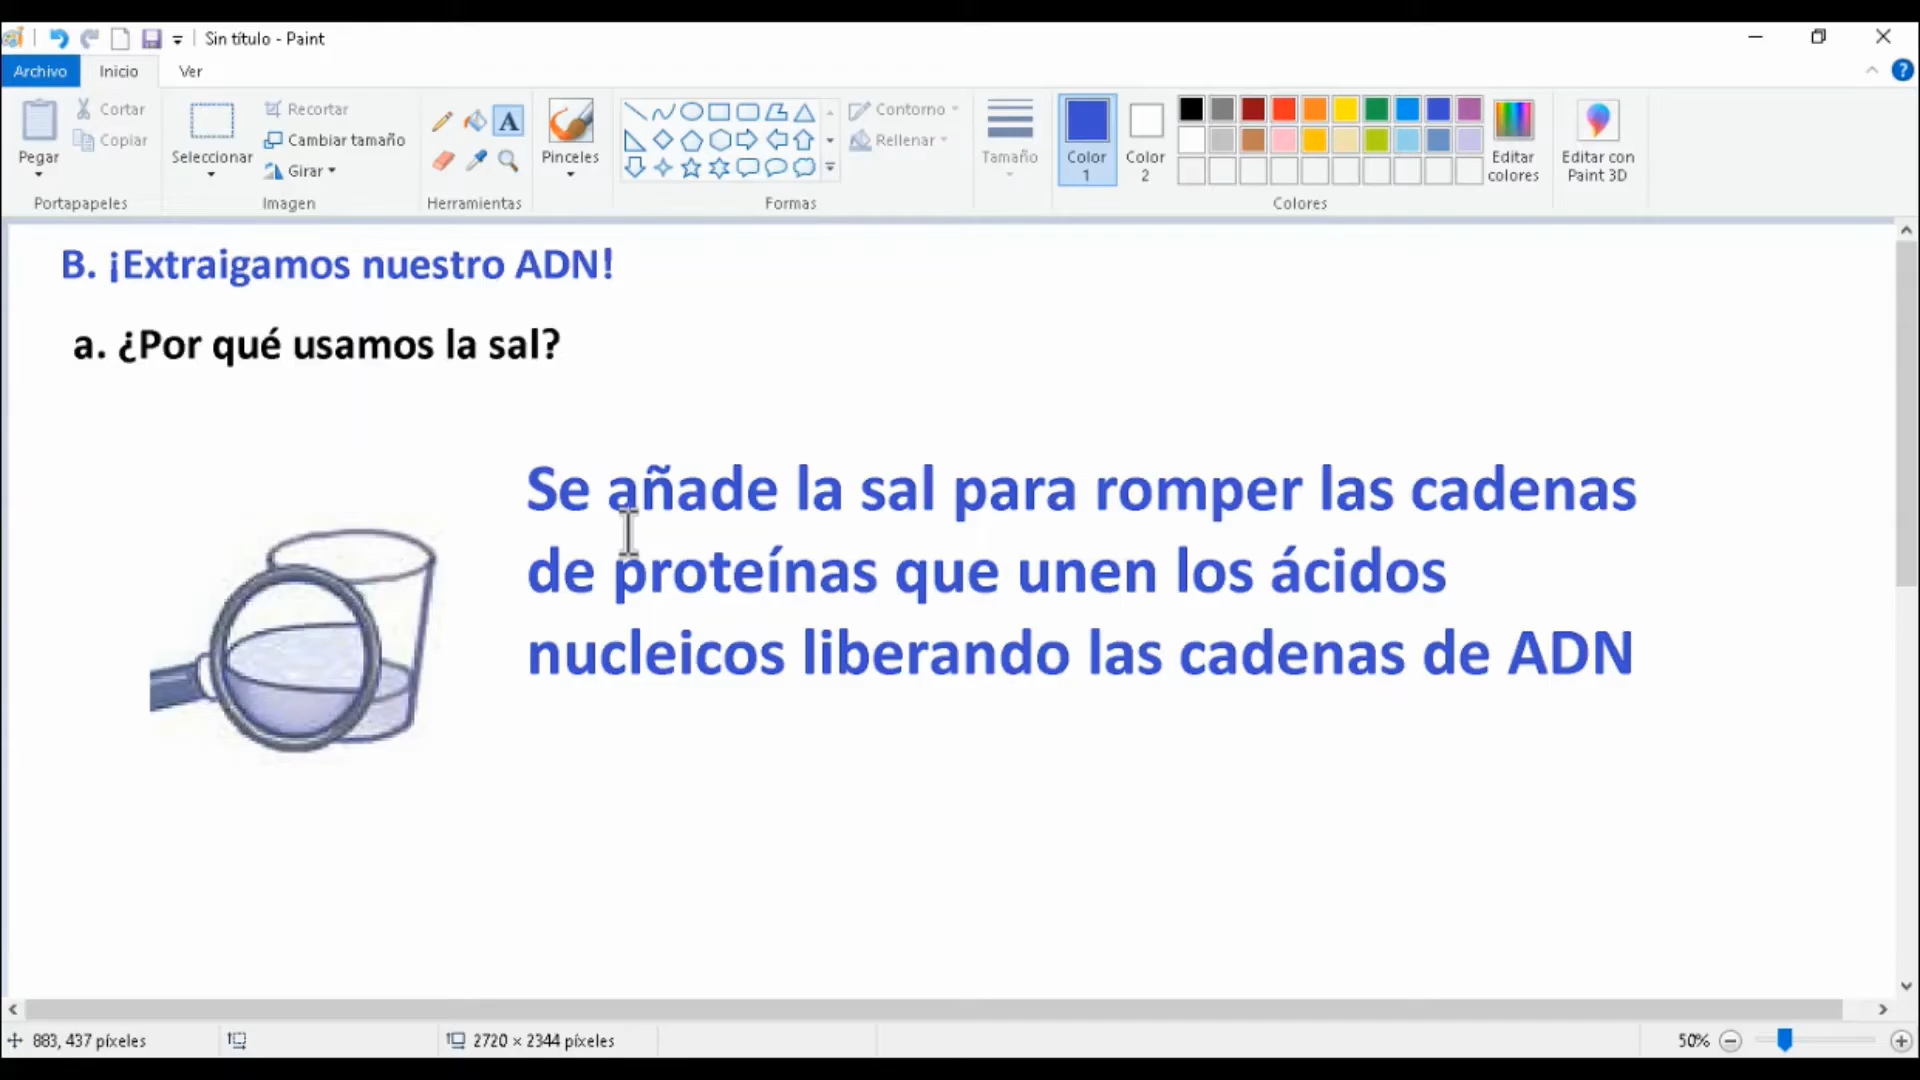 Sin título - Paint
Archivo Inicio Ver
Pegar
Cortar
Copiar
Portapapeles
Seleccionar
Recortar
Cambiar tamaño
Girar
Imagen
A
Herramientas
Pinceles
Contorno
Rellenar
Formas
Tamaño
Color
1
Color
2
Editar
colores
Colores
Editar con
Paint 3D
?
B. ¡Extraigamos nuestro ADN!
a. ¿Por qué usamos la sal?
Se añade la sal para romper las cadenas
de proteínas que unen los ácidos
nucleicos liberando las cadenas de ADN
883, 437 píxeles
2720 × 2344 píxeles
50%